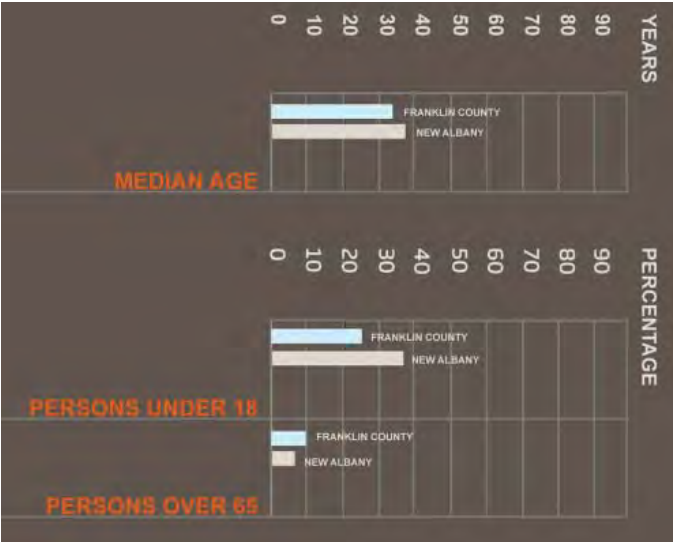 0 10 20 30 40 50 60 70 80 90 YEARS
FRANKLIN COUNTY
NEW ALBANY
MEDIAN AGE
0 10 20 30 40 50 60 70 80 90 PERCENTAGE
FRANKLIN COUNTY
NEW ALBANY
PERSONS UNDER 18
FRANKLIN COUNTY
NEW ALBANY
PERSONS OVER 65